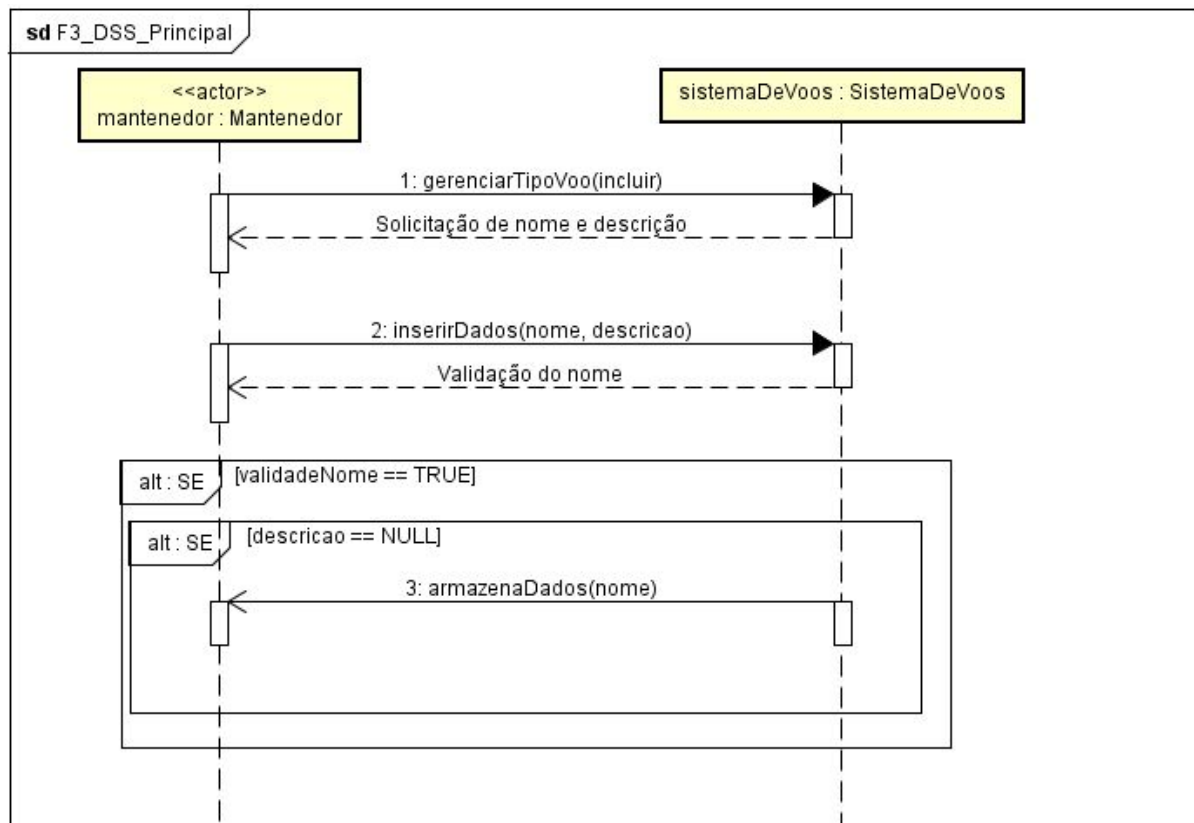 sd F3_DSS_Principal
<<actor>>
mantenedor : Mantenedor
sistemaDeVoos : SistemaDeVoos
1: gerenciarTipoVoo(incluir)
Solicitação de nome e descrição
2: inserirDados(nome, descricao)
Validação do nome
alt : SE
[validadeNome == TRUE]
alt : SE
[descricao == NULL]
3: armazenaDados(nome)